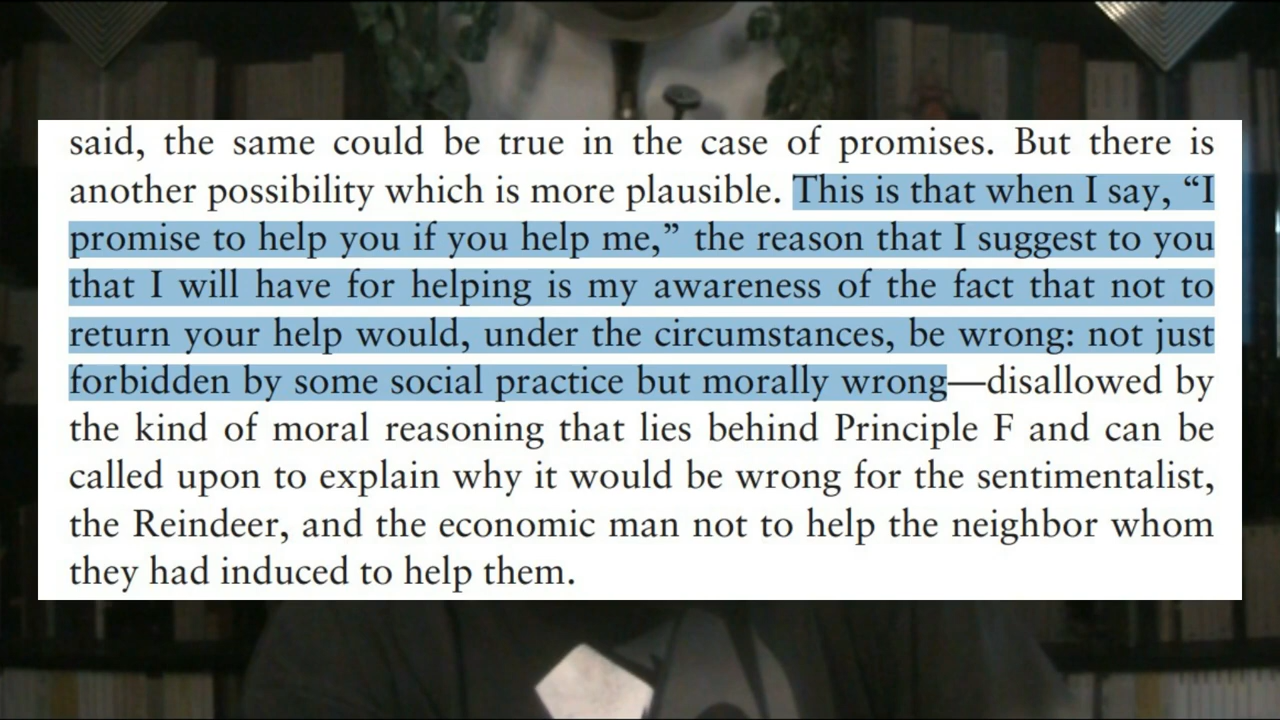 said, the same could be true in the case of promises. But there is
another possibility which is more plausible. This is that when I say, “I
promise to help you if you help me,” the reason that I suggest to you
that I will have for helping is my awareness of the fact that not to
return your help would, under the circumstances, be wrong: not just
forbidden by some social practice but morally wrong—disallowed by
the kind of moral reasoning that lies behind Principle F and can be
called upon to explain why it would be wrong for the sentimentalist,
the Reindeer, and the economic man not to help the neighbor whom
they had induced to help them.